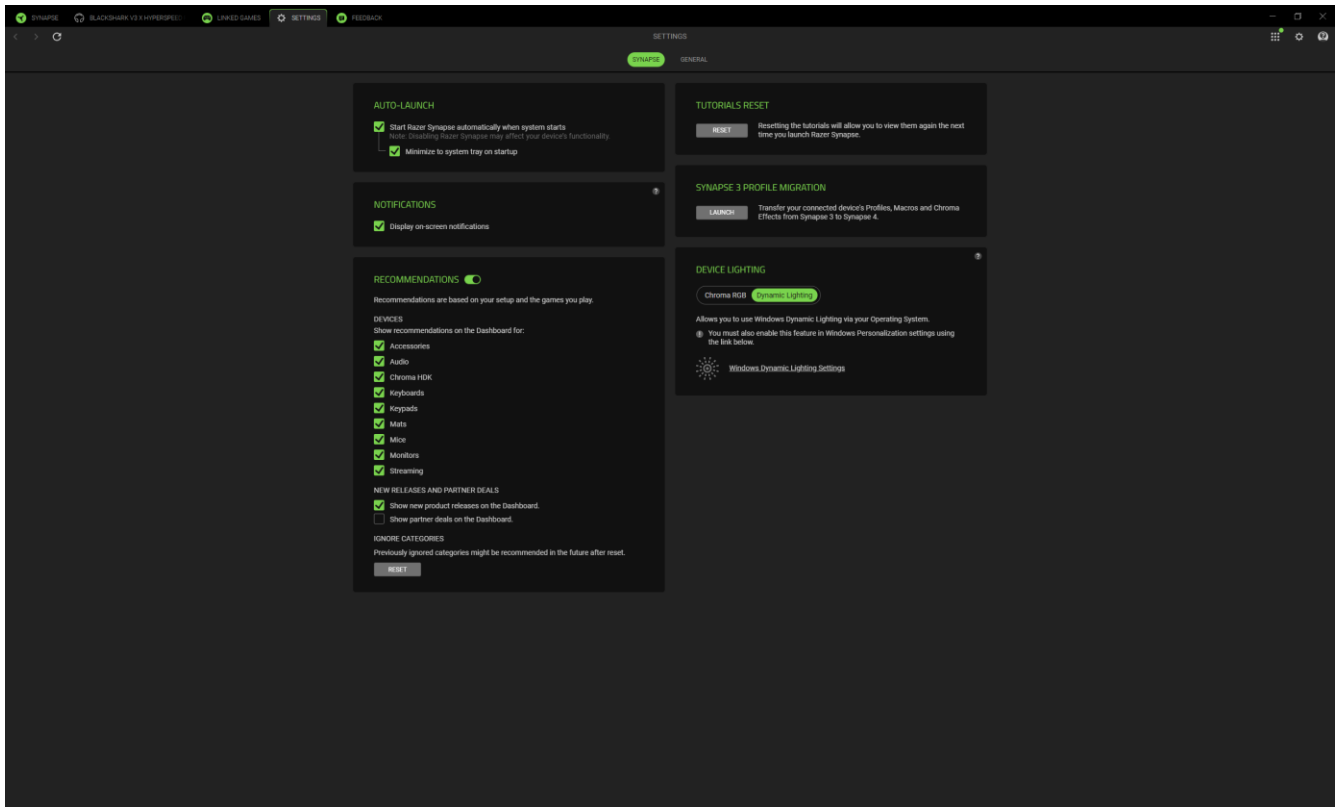 SYNAPSE
BLACKSHARK V3 X HYPERSPEED
LINKED GAMES
SETTINGS
FEEDBACK
SETTINGS
SYNAPSE
GENERAL
AUTO-LAUNCH
Start Razer Synapse automatically when system starts
Note: Disabling Razer Synapse may affect your device's functionality.
Minimize to system tray on startup
NOTIFICATIONS
Display on-screen notifications
RECOMMENDATIONS
Recommendations are based on your setup and the games you play.
DEVICES
Show recommendations on the Dashboard for:
Accessories
Audio
Chroma HDK
Keyboards
Keypads
Mats
Mice
Monitors
Streaming
NEW RELEASES AND PARTNER DEALS
Show new product releases on the Dashboard.
Show partner deals on the Dashboard.
IGNORE CATEGORIES
Previously ignored categories might be recommended in the future after reset.
RESET
TUTORIALS RESET
RESET
Resetting the tutorials will allow you to view them again the next
time you launch Razer Synapse.
SYNAPSE 3 PROFILE MIGRATION
LAUNCH
Transfer your connected device's Profiles, Macros and Chroma
Effects from Synapse 3 to Synapse 4.
DEVICE LIGHTING
Chroma RGB
Dynamic Lighting
Allows you to use Windows Dynamic Lighting via your Operating System.
You must also enable this feature in Windows Personalization settings using
the link below.
Windows Dynamic Lighting Settings